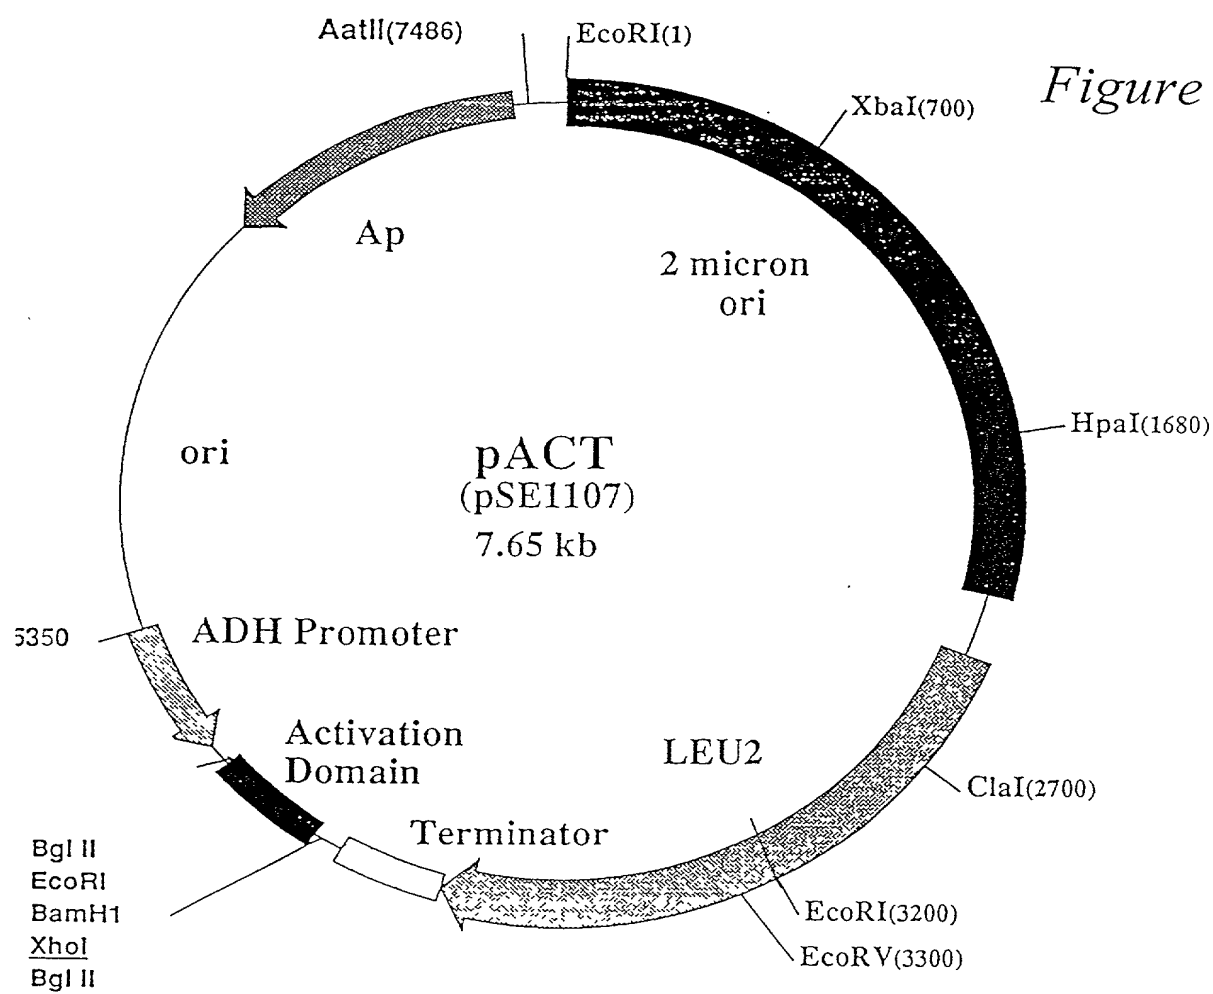 AatII(7486)
EcoRI(1)
Figure
XbaI(700)
Ap
2 micron
ori
HpaI(1680)
ori
pACT
(pSE1107)
7.65 kb
5350
ADH Promoter
Activation
Domain
LEU2
ClaI(2700)
Terminator
Bgl II
EcoRI
BamH1
XhoI
Bgl II
EcoRI(3200)
EcoRV(3300)